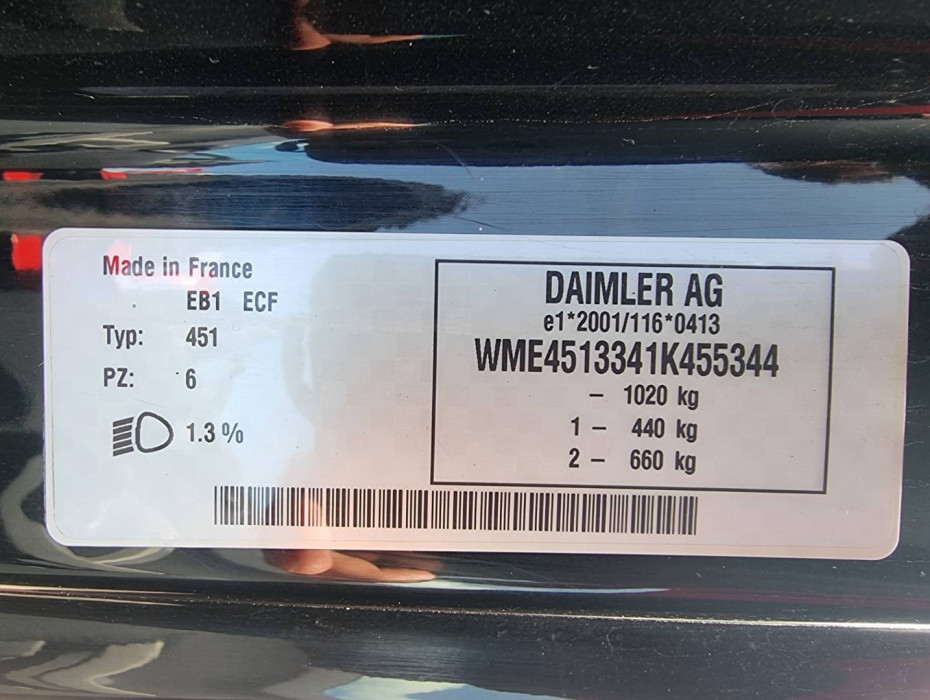 Made in France
EB1 ECF
Typ: 451
PZ: 6
1.3 %
DAIMLER AG
e1*2001/116*0413
WME4513341K455344
– 1020 kg
1 – 440 kg
2 – 660 kg